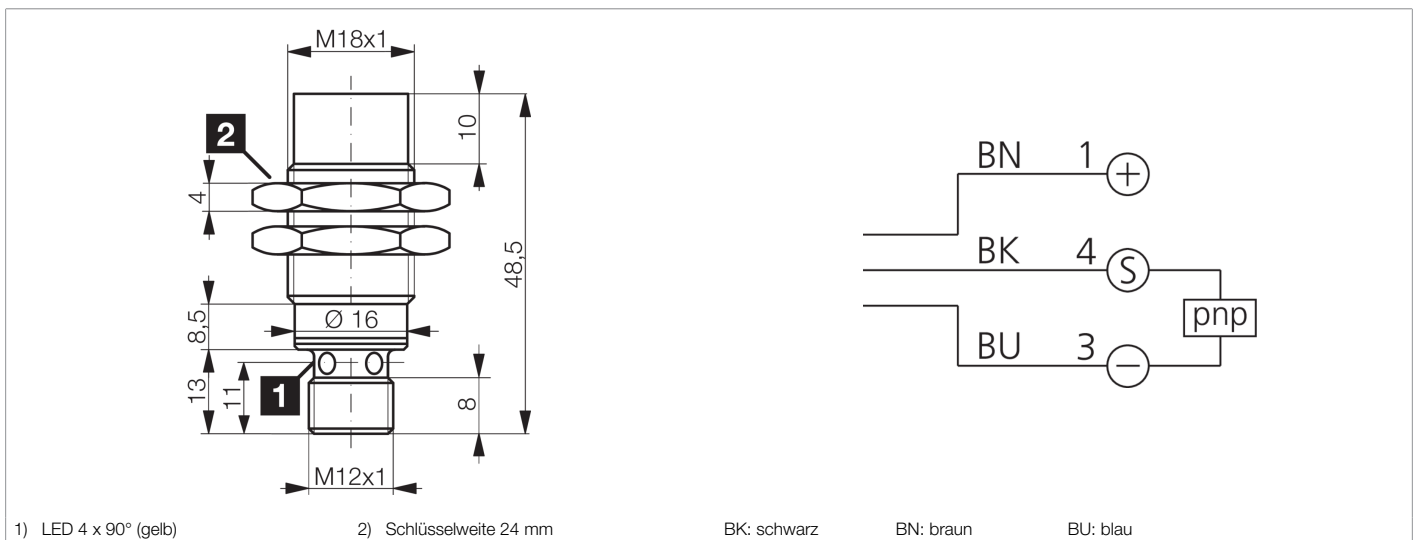 M18x1
2
10
4
48,5
8,5
Ø 16
13
11
1
8
M12x1
BN 1 +
BK 4 S
pnp
BU 3 −
1) LED 4 x 90° (gelb)
2) Schlüsselweite 24 mm
BK: schwarz
BN: braun
BU: blau